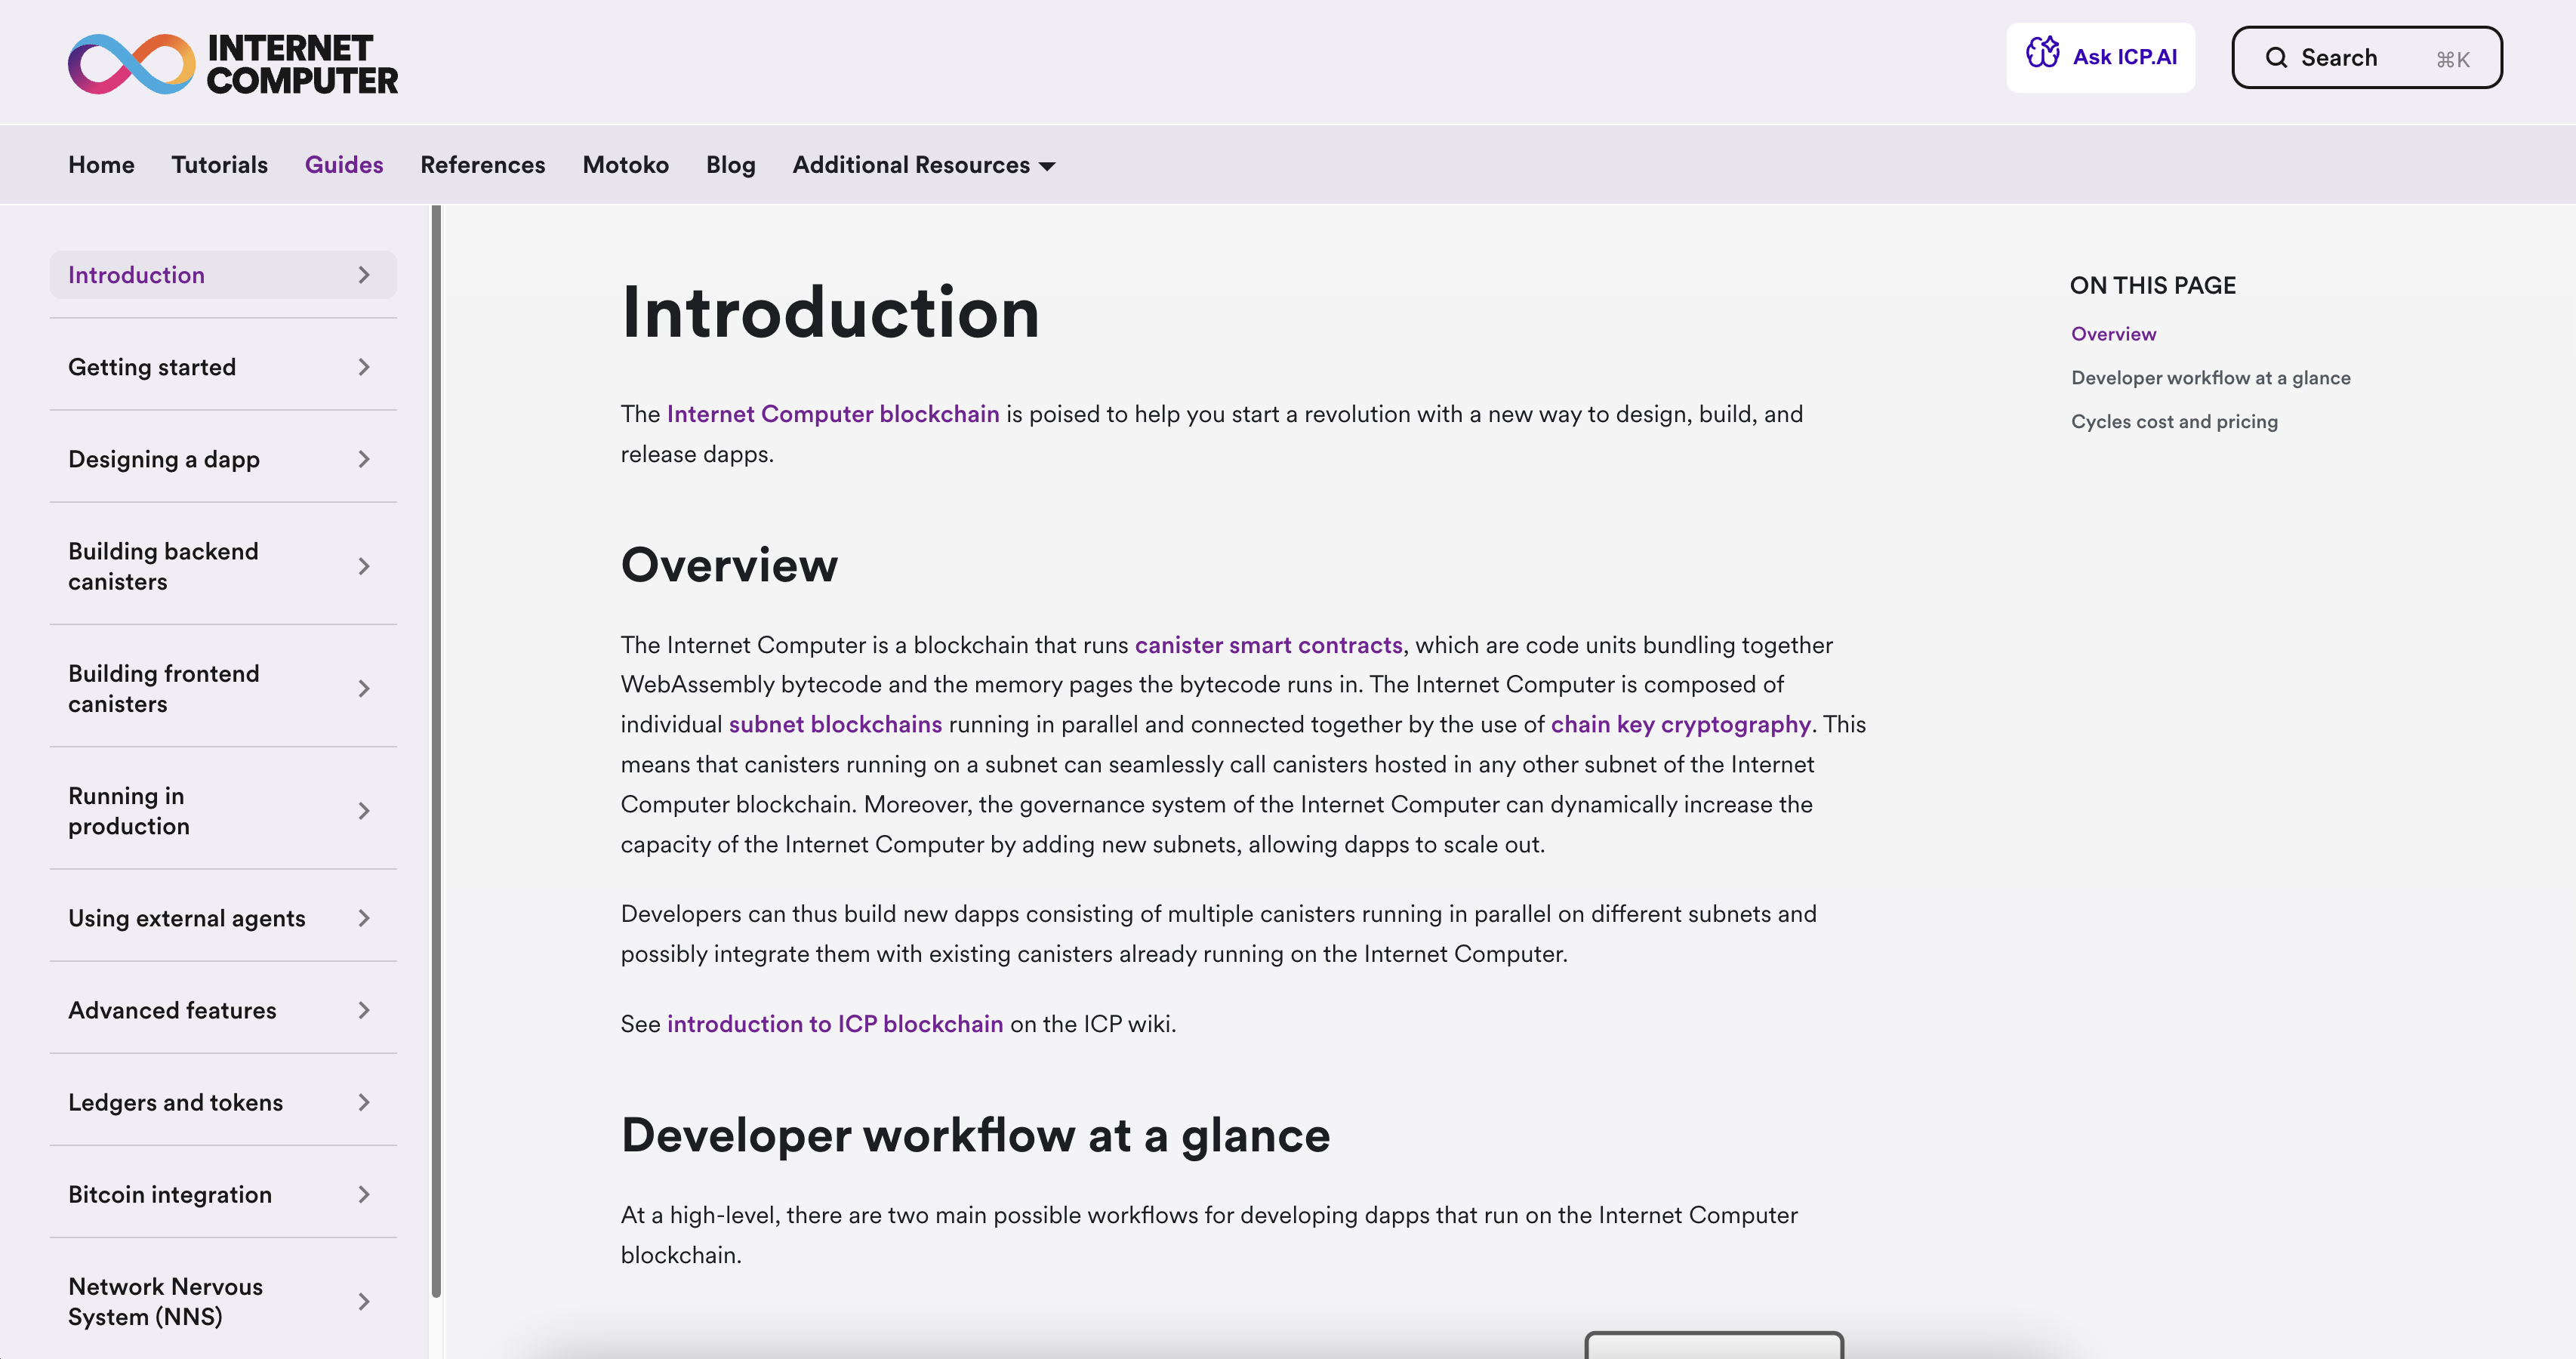 INTERNET
COMPUTER
Ask ICP.AI
Search ⌘K
Home Tutorials Guides References Motoko Blog Additional Resources
Introduction
Getting started
Designing a dapp
Building backend
canisters
Building frontend
canisters
Running in
production
Using external agents
Advanced features
Ledgers and tokens
Bitcoin integration
Network Nervous
System (NNS)
Introduction
The Internet Computer blockchain is poised to help you start a revolution with a new way to design, build, and
release dapps.
Overview
The Internet Computer is a blockchain that runs canister smart contracts, which are code units bundling together
WebAssembly bytecode and the memory pages the bytecode runs in. The Internet Computer is composed of
individual subnet blockchains running in parallel and connected together by the use of chain key cryptography. This
means that canisters running on a subnet can seamlessly call canisters hosted in any other subnet of the Internet
Computer blockchain. Moreover, the governance system of the Internet Computer can dynamically increase the
capacity of the Internet Computer by adding new subnets, allowing dapps to scale out.
Developers can thus build new dapps consisting of multiple canisters running in parallel on different subnets and
possibly integrate them with existing canisters already running on the Internet Computer.
See introduction to ICP blockchain on the ICP wiki.
Developer workflow at a glance
At a high-level, there are two main possible workflows for developing dapps that run on the Internet Computer
blockchain.
ON THIS PAGE
Overview
Developer workflow at a glance
Cycles cost and pricing